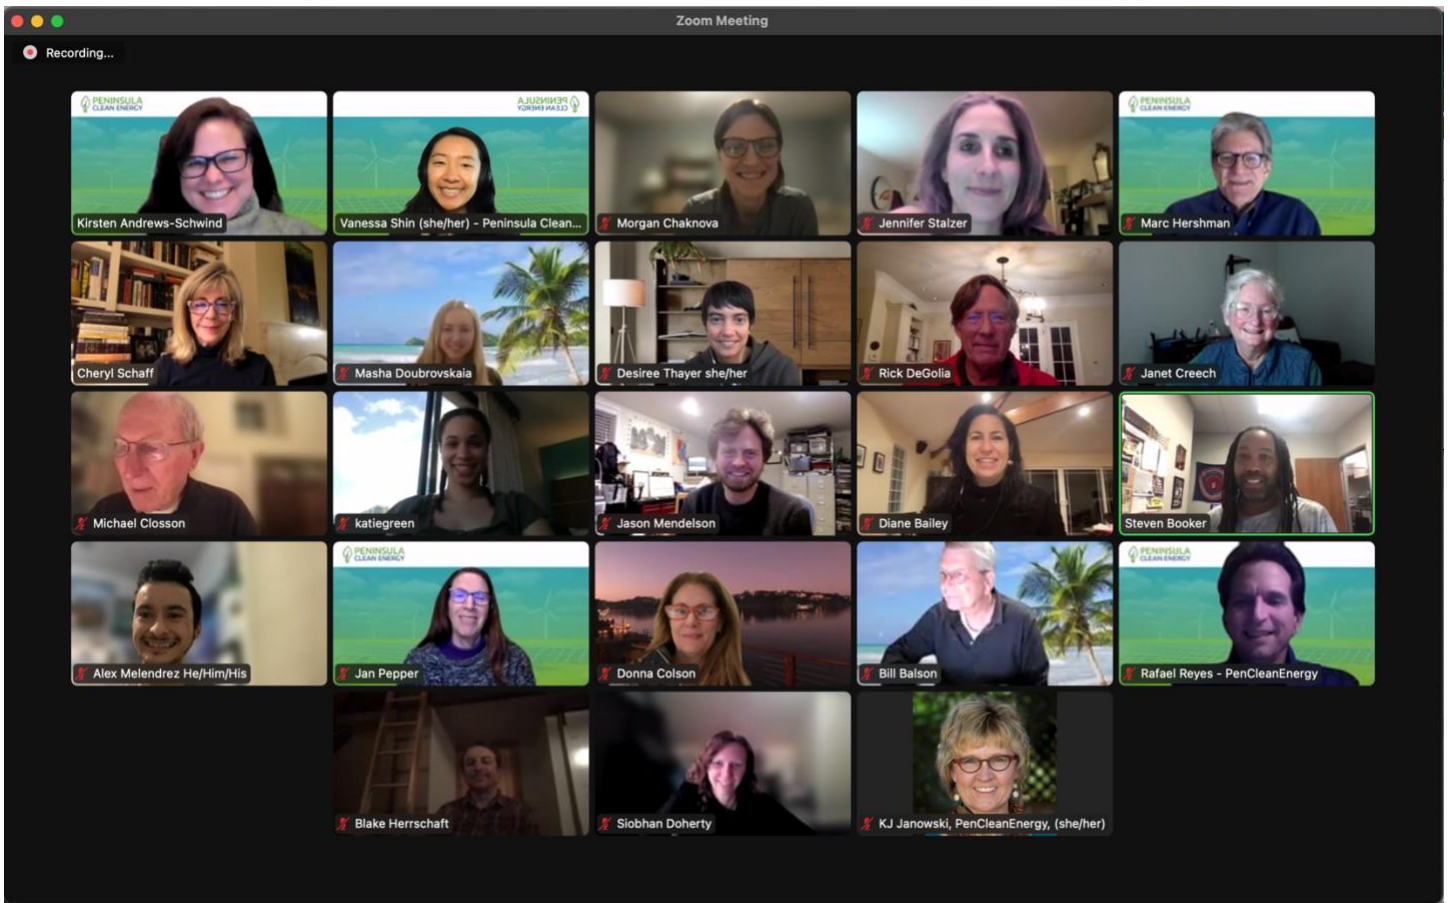 Zoom Meeting
Recording...
PENINSULA
CLEAN ENERGY
PENINSULA
CLEAN ENERGY
PENINSULA
CLEAN ENERGY
Kirsten Andrews-Schwind
Vanessa Shin (she/her) - Peninsula Clean...
Morgan Chaknova
Jennifer Stalzer
Marc Hershman
Cheryl Schaff
Masha Doubrovskaia
Desiree Thayer she/her
Rick DeGolia
Janet Creech
Michael Closson
katiegreen
Jason Mendelson
Diane Bailey
Steven Booker
PENINSULA
CLEAN ENERGY
PENINSULA
CLEAN ENERGY
Alex Melendrez He/Him/His
Jan Pepper
Donna Colson
Bill Balson
Rafael Reyes - PenCleanEnergy
Blake Herrschaft
Siobhan Doherty
KJ Janowski, PenCleanEnergy, (she/her)